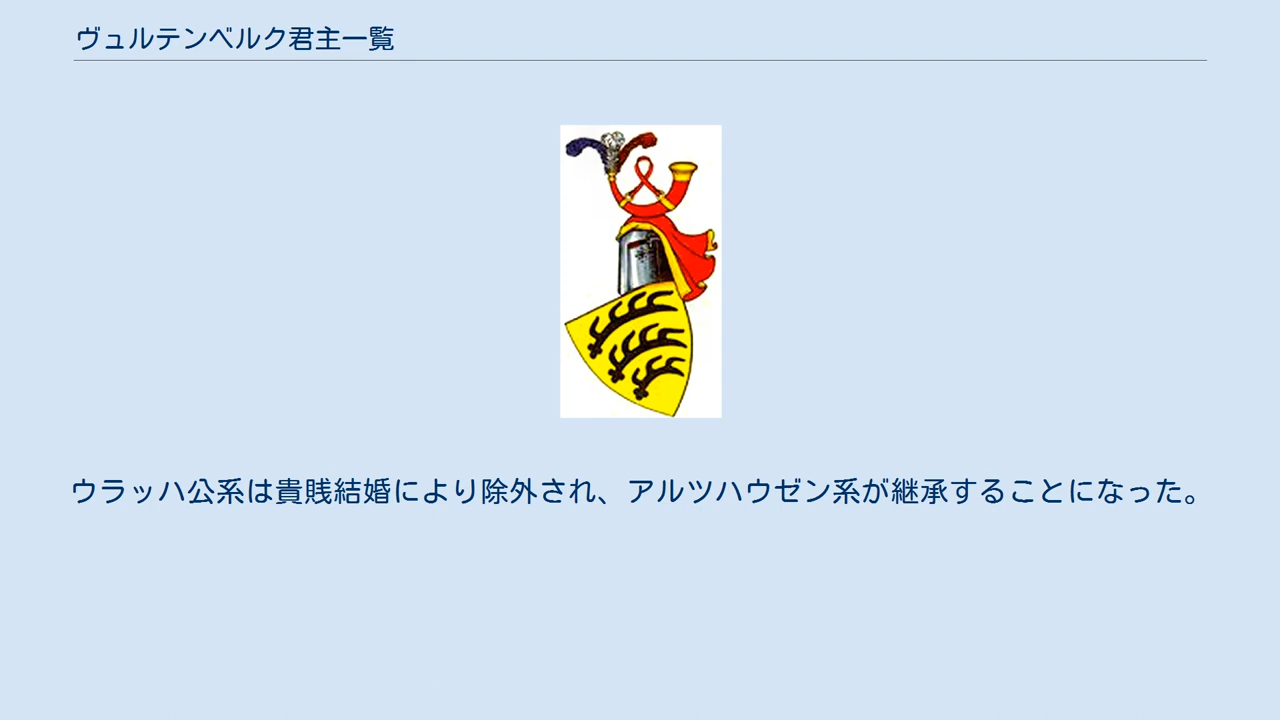 ヴュルテンベルク君主一覧
ウラッハ公系は貴賎結婚により除外され、アルツハウゼン系が継承することになった。